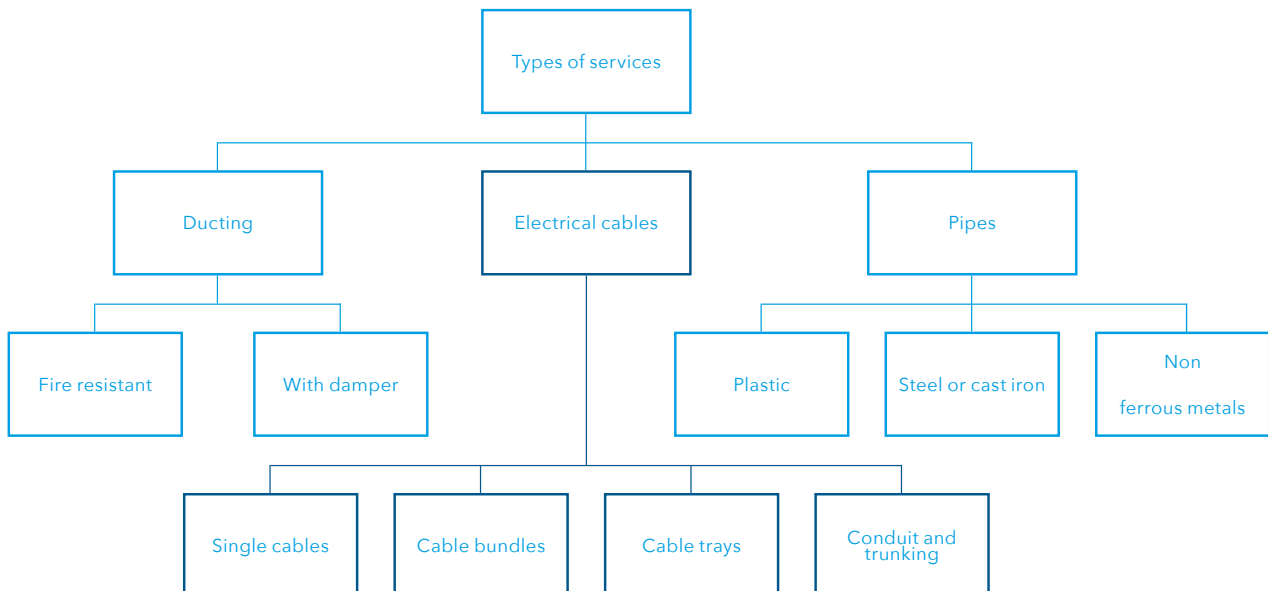 Types of services
Ducting
Electrical cables
Pipes
Fire resistant
With damper
Plastic
Steel or cast iron
Non
ferrous metals
Single cables
Cable bundles
Cable trays
Conduit and
trunking